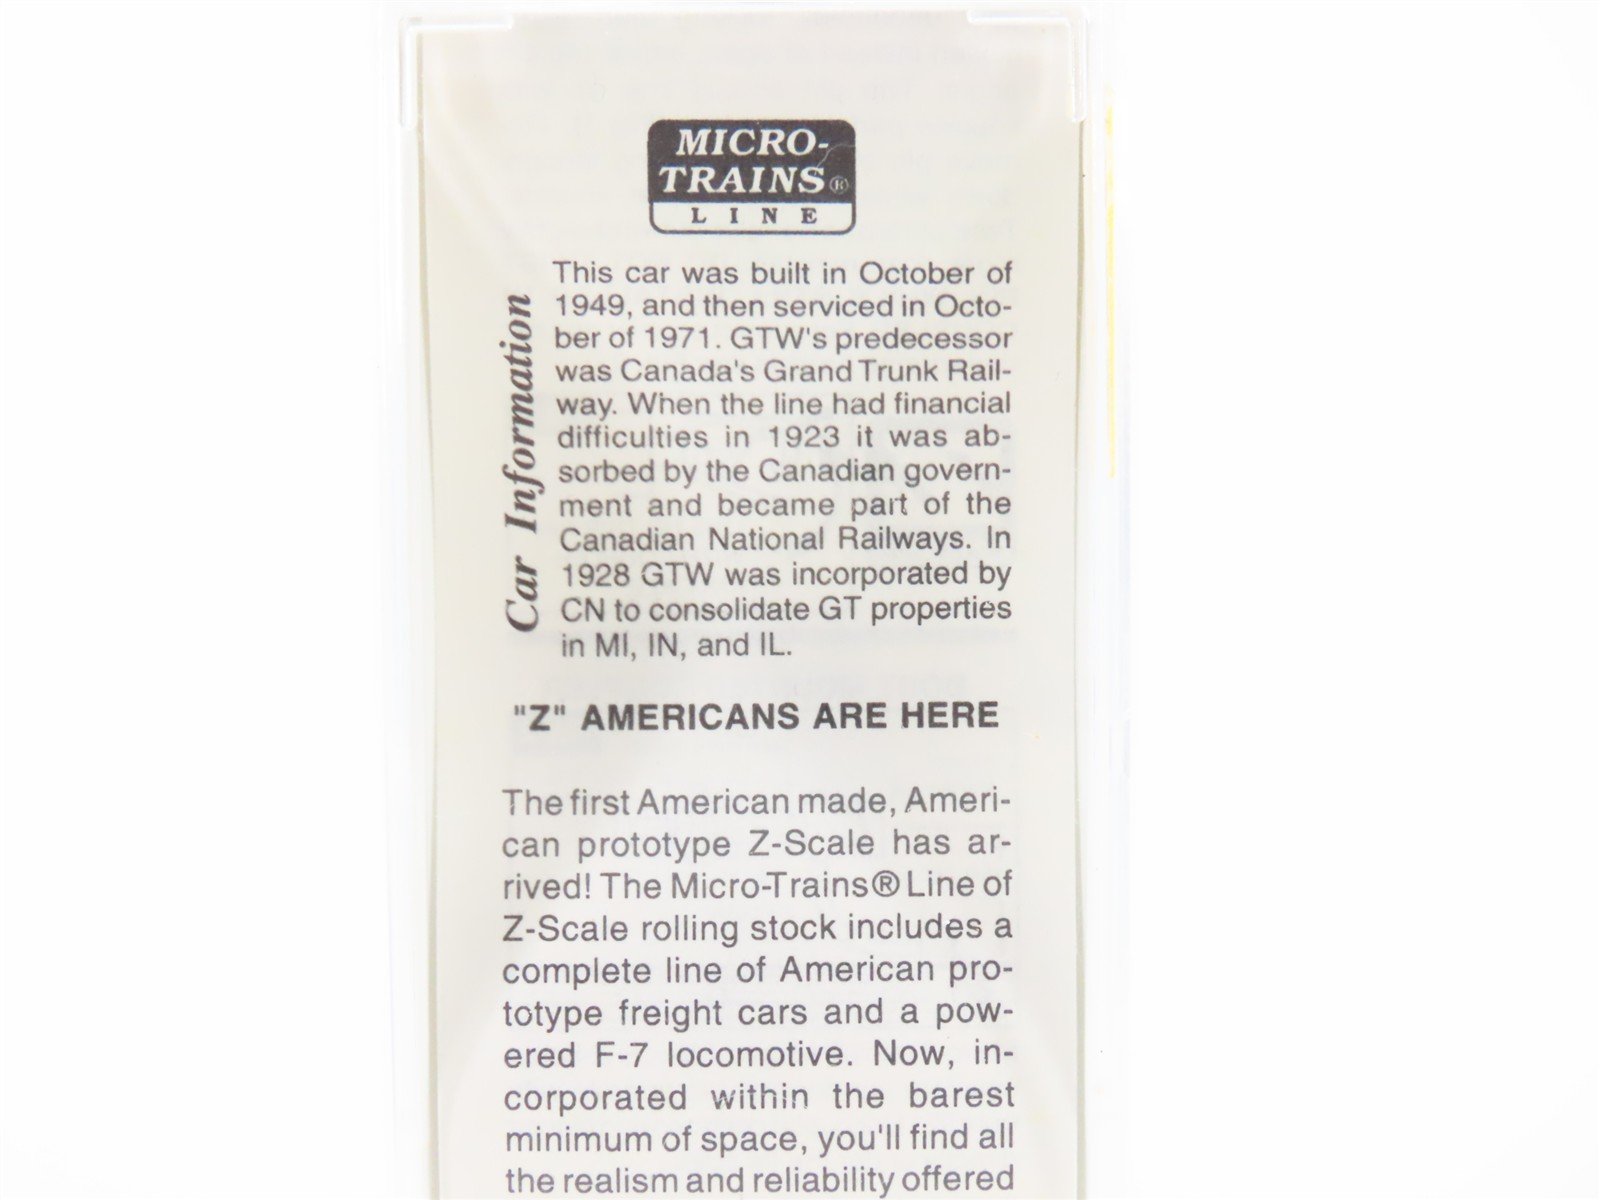 MICRO-
TRAINS®
LINE
Car Information
This car was built in October of
1949, and then serviced in Octo-
ber of 1971. GTW's predecessor
was Canada's Grand Trunk Rail-
way. When the line had financial
difficulties in 1923 it was ab-
sorbed by the Canadian govern-
ment and became part of the
Canadian National Railways. In
1928 GTW was incorporated by
CN to consolidate GT properties
in MI, IN, and IL.
"Z" AMERICANS ARE HERE
The first American made, Ameri-
can prototype Z-Scale has ar-
rived! The Micro-Trains® Line of
Z-Scale rolling stock includes a
complete line of American pro-
totype freight cars and a pow-
ered F-7 locomotive. Now, in-
corporated within the barest
minimum of space, you'll find all
the realism and reliability offered